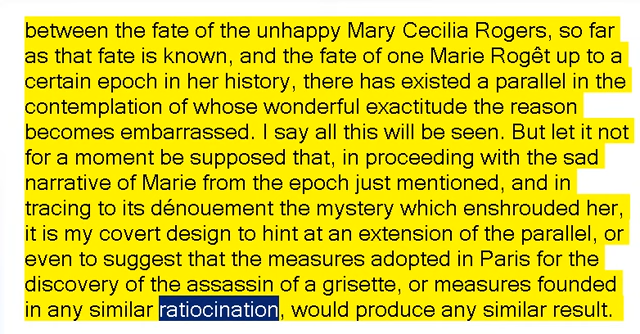 between the fate of the unhappy Mary Cecilia Rogers, so far
as that fate is known, and the fate of one Marie Rogêt up to a
certain epoch in her history, there has existed a parallel in the
contemplation of whose wonderful exactitude the reason
becomes embarrassed. I say all this will be seen. But let it not
for a moment be supposed that, in proceeding with the sad
narrative of Marie from the epoch just mentioned, and in
tracing to its dénouement the mystery which enshrouded her,
it is my covert design to hint at an extension of the parallel, or
even to suggest that the measures adopted in Paris for the
discovery of the assassin of a grisette, or measures founded
in any similar ratiocination, would produce any similar result.